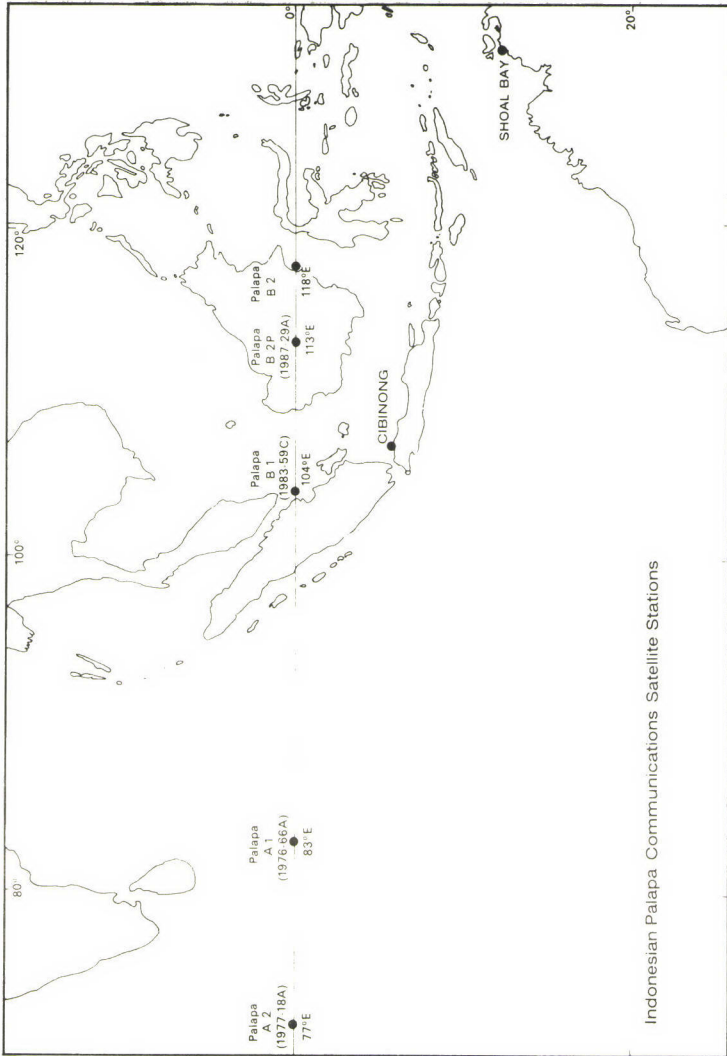 80°
100°
120°
0°
20°
Palapa
A 2
(1977-18A)
77°E
Palapa
A 1
(1976-66A)
83°E
Palapa
B 1
(1983-59C)
104°E
Palapa
B 2P
(1987-29A)
113°E
Palapa
B 2
118°E
CIBINONG
SHOAL BAY
Indonesian Palapa Communications Satellite Stations